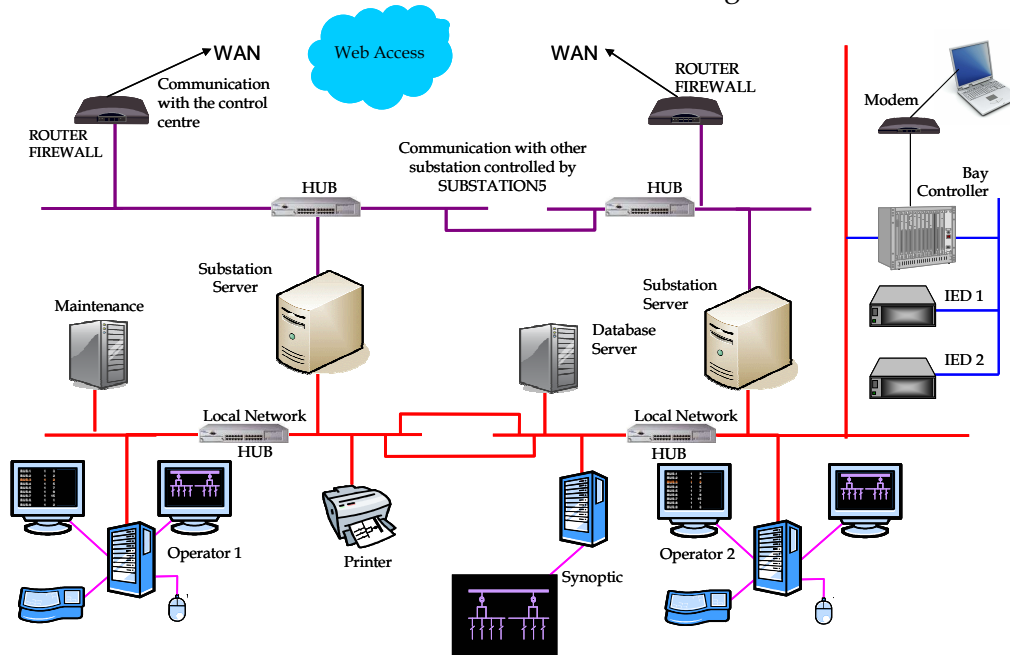 WAN
Web Access
WAN
Communication
with the control
centre
ROUTER
FIREWALL
ROUTER
FIREWALL
Modem
Communication with other
substation controlled by
SUBSTATION5
HUB
HUB
Bay
Controller
Substation
Server
Substation
Server
Maintenance
Database
Server
IED 1
IED 2
Local Network
HUB
Local Network
HUB
Operator 1
Printer
Synoptic
Operator 2